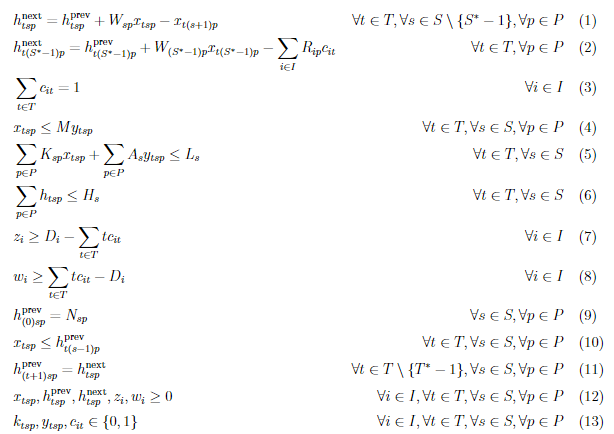 h^{next}_{tsp} = h^{prev}_{tsp} + W_{sp}x_{tsp} − x_{t(s+1)p} ∀t ∈ T, ∀s ∈ S \ {S* − 1}, ∀p ∈ P (1)
h^{next}_{t(S*−1)p} = h^{prev}_{t(S*−1)p} + W_{(S*−1)p}x_{t(S*−1)p} − ∑_{i∈I} R_{ip}c_{it} ∀t ∈ T, ∀p ∈ P (2)
∑_{t∈T} c_{it} = 1 ∀i ∈ I (3)
x_{tsp} ≤ My_{tsp} ∀t ∈ T, ∀s ∈ S, ∀p ∈ P (4)
∑_{p∈P} K_{sp}x_{tsp} + ∑_{p∈P} A_s y_{tsp} ≤ L_s ∀t ∈ T, ∀s ∈ S (5)
∑_{p∈P} h_{tsp} ≤ H_s ∀t ∈ T, ∀s ∈ S (6)
z_i ≥ D_i − ∑_{t∈T} tc_{it} ∀i ∈ I (7)
w_i ≥ ∑_{t∈T} tc_{it} − D_i ∀i ∈ I (8)
h^{prev}_{(0)sp} = N_{sp} ∀s ∈ S, ∀p ∈ P (9)
x_{tsp} ≤ h^{prev}_{t(s−1)p} ∀t ∈ T, ∀s ∈ S, ∀p ∈ P (10)
h^{prev}_{(t+1)sp} = h^{next}_{tsp} ∀t ∈ T \ {T* − 1}, ∀s ∈ S, ∀p ∈ P (11)
x_{tsp}, h^{prev}_{tsp}, h^{next}_{tsp}, z_i, w_i ≥ 0 ∀i ∈ I, ∀t ∈ T, ∀s ∈ S, ∀p ∈ P (12)
k_{tsp}, y_{tsp}, c_{it} ∈ {0, 1} ∀i ∈ I, ∀t ∈ T, ∀s ∈ S, ∀p ∈ P (13)